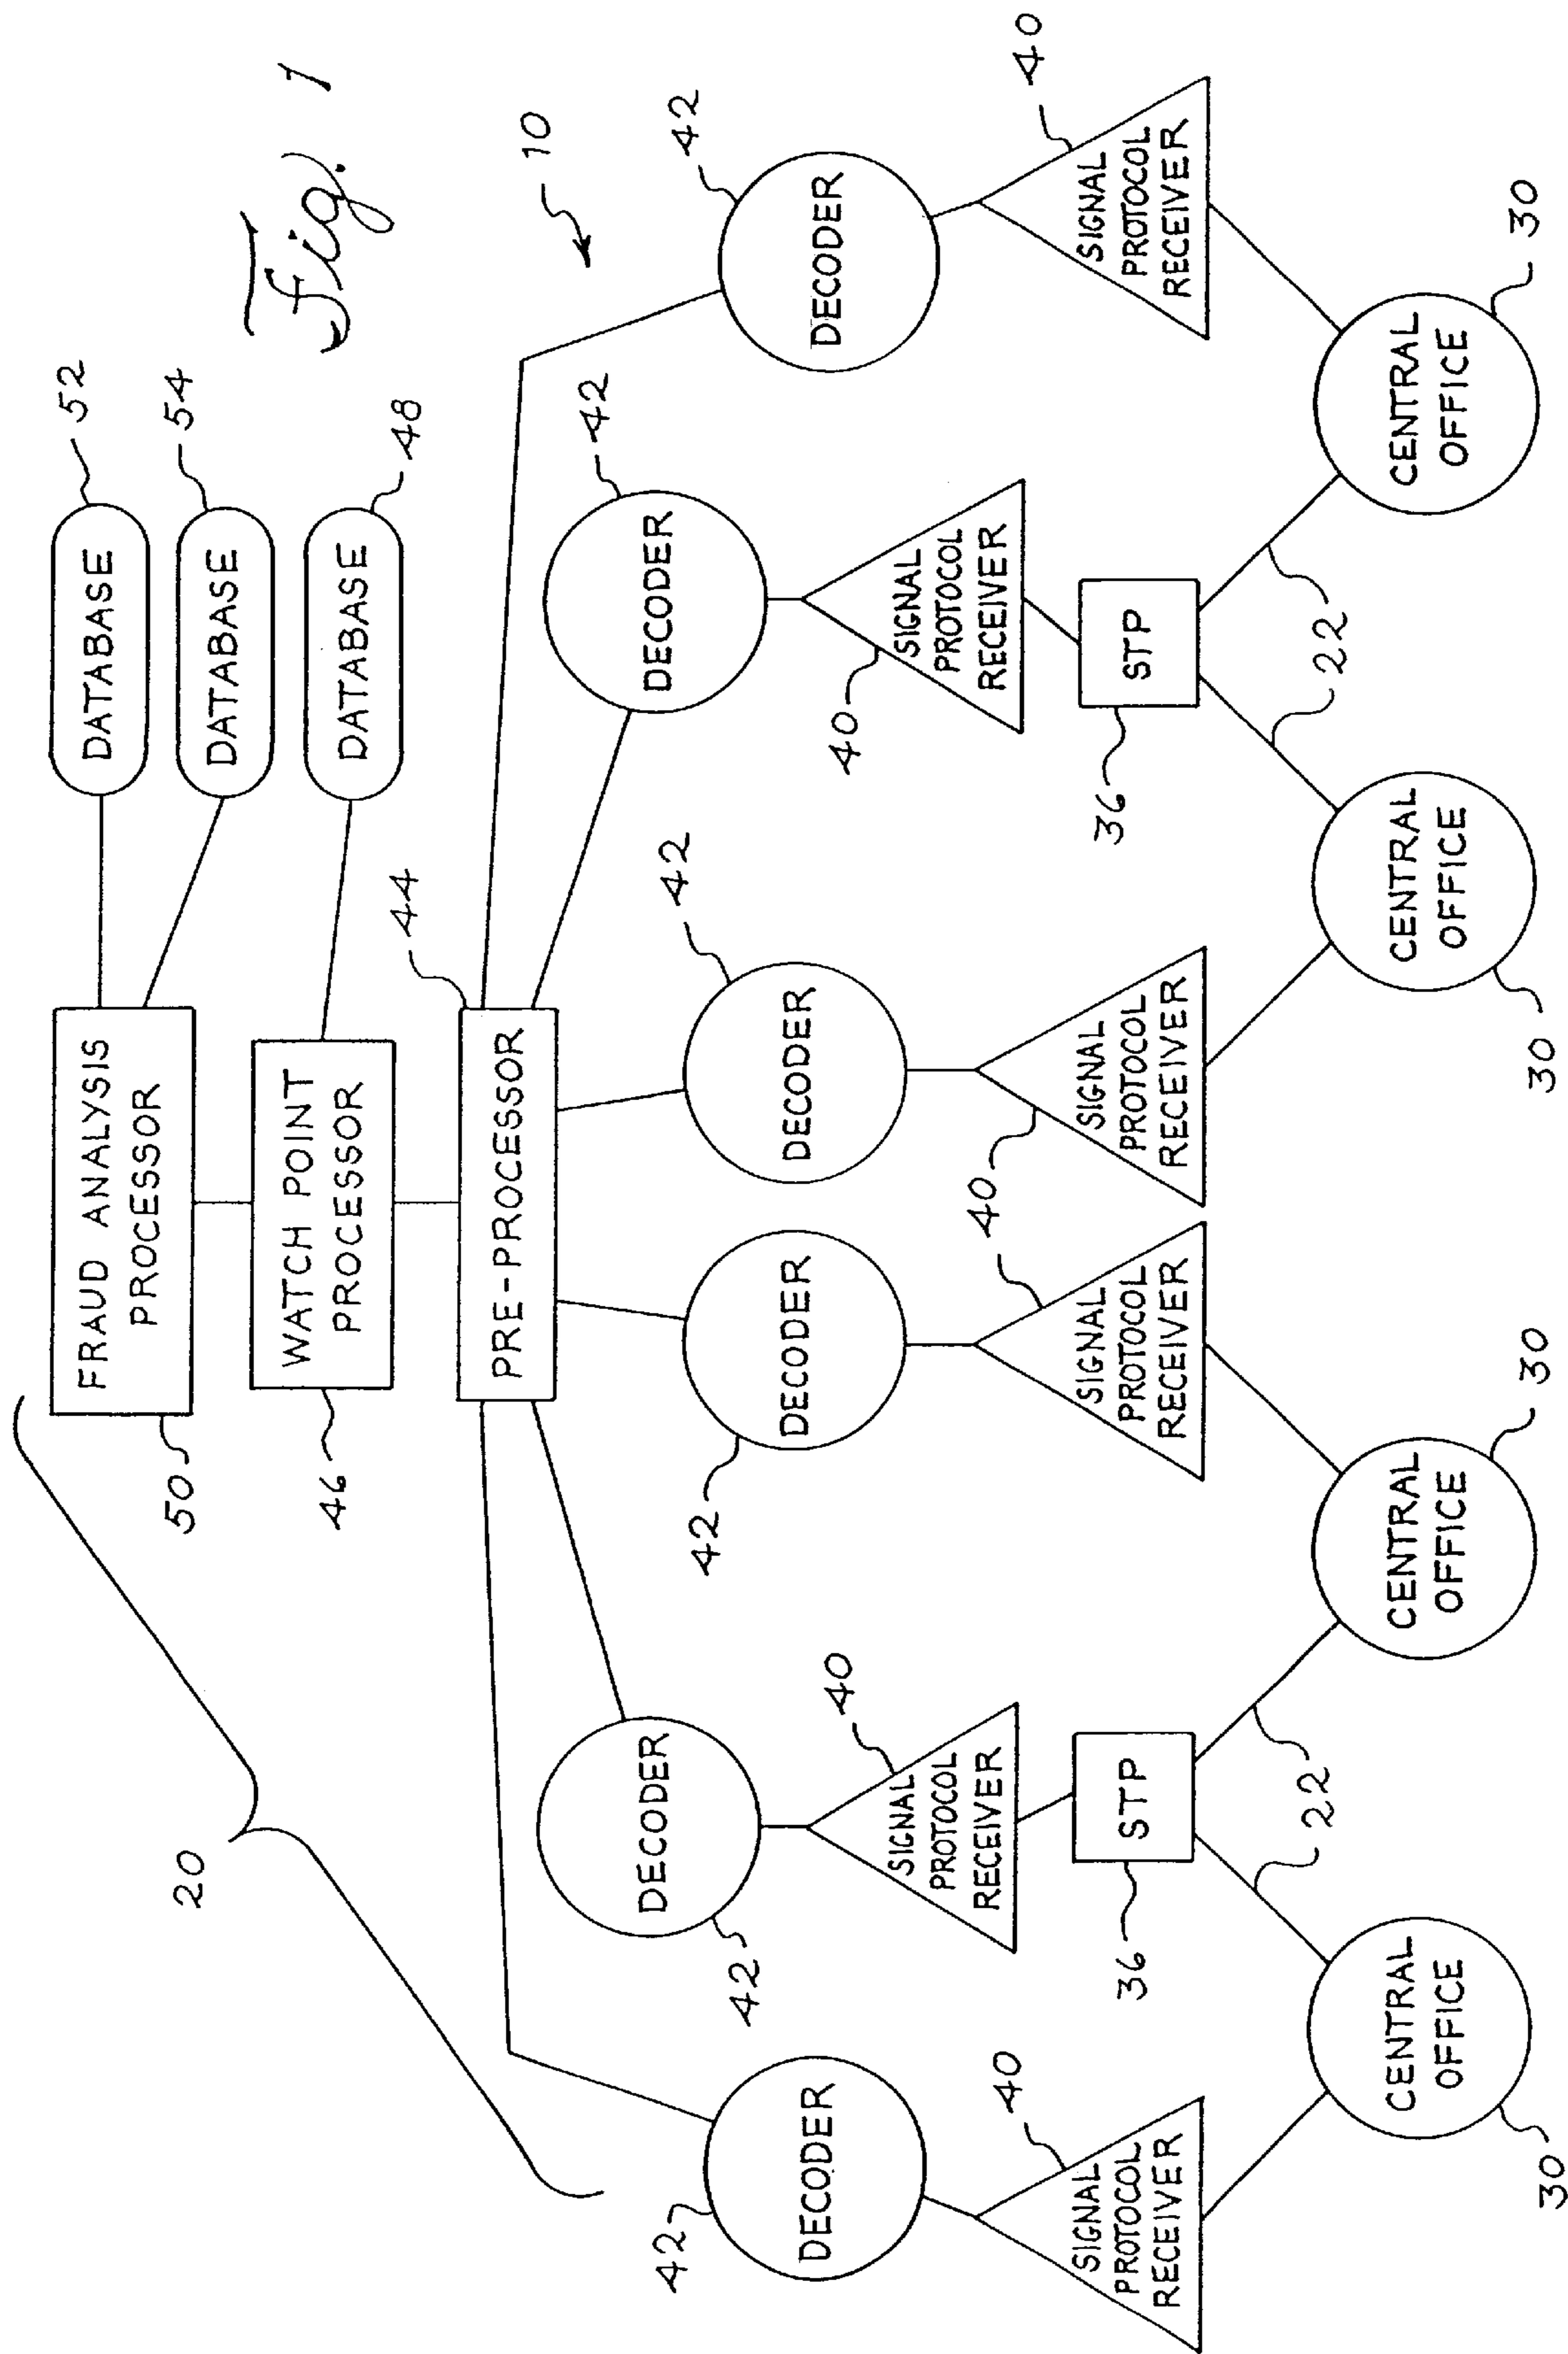 Fig. 1
FRAUD ANALYSIS
PROCESSOR
50
DATABASE
52
DATABASE
54
WATCH POINT
PROCESSOR
46
DATABASE
48
20
PRE-PROCESSOR
44
10
DECODER
42
DECODER
42
DECODER
42
DECODER
42
DECODER
42
DECODER
42
SIGNAL
PROTOCOL
RECEIVER
40
SIGNAL
PROTOCOL
RECEIVER
40
SIGNAL
PROTOCOL
RECEIVER
40
SIGNAL
PROTOCOL
RECEIVER
40
SIGNAL
PROTOCOL
RECEIVER
40
SIGNAL
PROTOCOL
RECEIVER
40
STP
36
STP
36
22
22
CENTRAL
OFFICE
30
CENTRAL
OFFICE
30
CENTRAL
OFFICE
30
CENTRAL
OFFICE
30